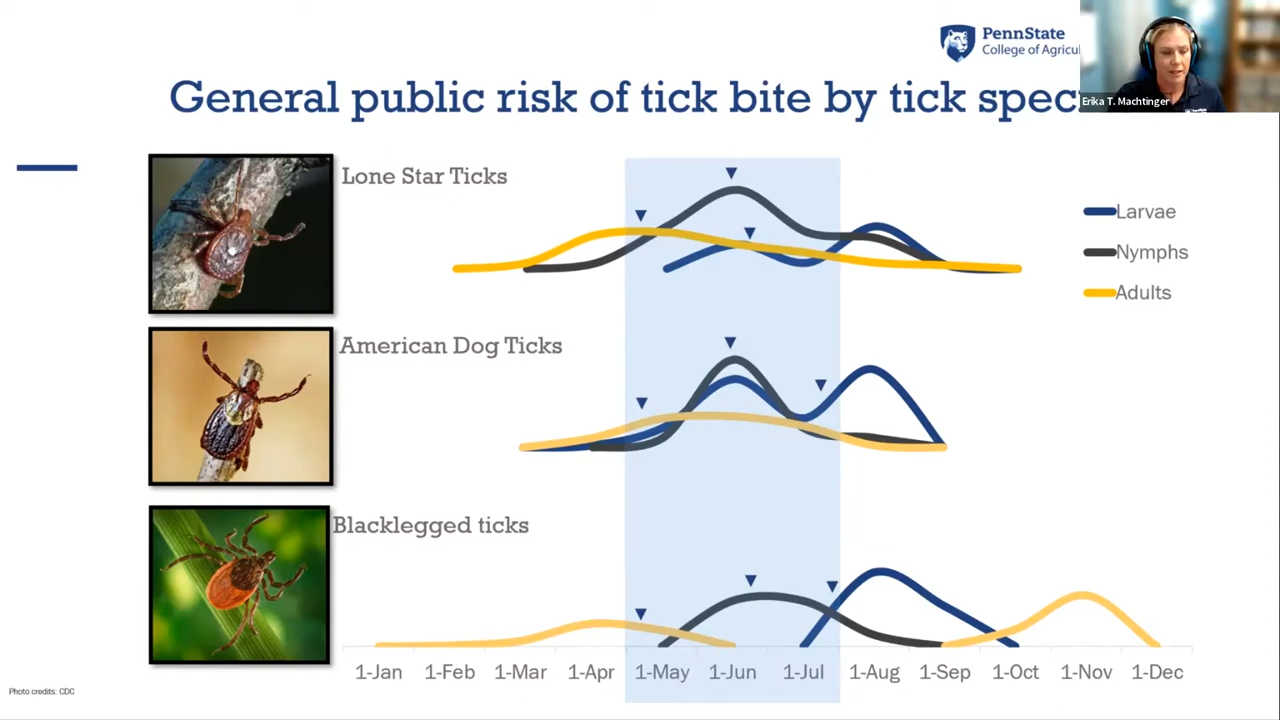 PennState
College of Agricul
General public risk of tick bite by tick spec
Erika T. Machtinger
Lone Star Ticks
Larvae
Nymphs
Adults
American Dog Ticks
Blacklegged ticks
1-Jan 1-Feb 1-Mar 1-Apr 1-May 1-Jun 1-Jul 1-Aug 1-Sep 1-Oct 1-Nov 1-Dec
Photo credits: CDC